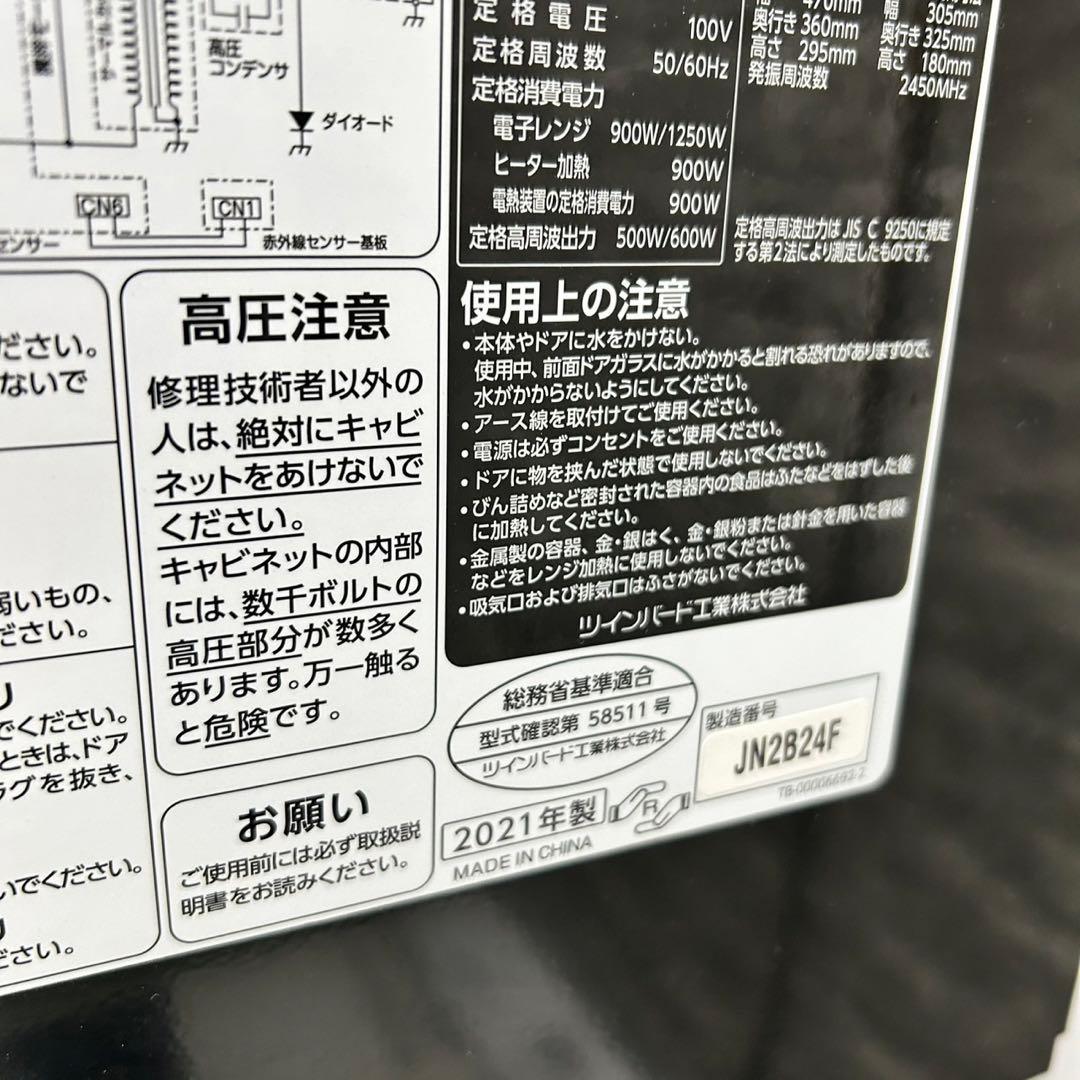 高圧
コンデンサ
ダイオード
CN6
CN1
センサー
赤外線センサー基板
定格電圧 100V
定格周波数 50/60Hz
定格消費電力
電子レンジ 900W/1250W
ヒーター加熱 900W
電熱装置の定格消費電力 900W
定格高周波出力 500W/600W
305mm
奥行き 360mm 奥行き 325mm
高さ 295mm 高さ 180mm
発振周波数 2450MHz
定格高周波出力は JIS C 9250に規定
する第2法により測定したものです。
ださい。
ないで
弱いもの、
ださい。
でください。
ときは、ドア
ラグを抜き、
いでください。
ださい。
高圧注意
修理技術者以外の
人は、絶対にキャビ
ネットをあけないで
ください。
キャビネットの内部
には、数千ボルトの
高圧部分が数多く
あります。万一触る
と危険です。
お願い
ご使用前には必ず取扱説
明書をお読みください。
使用上の注意
・本体やドアに水をかけない。
使用中、前面ドアガラスに水がかかると割れる恐れがありますので、
水がかからないようにしてください。
・アース線を取付けてご使用ください。
・電源は必ずコンセントをご使用ください。
・ドアに物を挟んだ状態で使用しないでください。
・びん詰めなど密封された容器内の食品はふたなどをはずした後
に加熱してください。
・金属製の容器、金・銀はく、金・銀粉または針金を用いた容器
などをレンジ加熱に使用しないでください。
・吸気口および排気口はふさがないでください。
ツインバード工業株式会社
総務省基準適合
型式確認第 58511 号
ツインバード工業株式会社
製造番号
JN2B24F
TB-00006692-2
2021年製
R
MADE IN CHINA